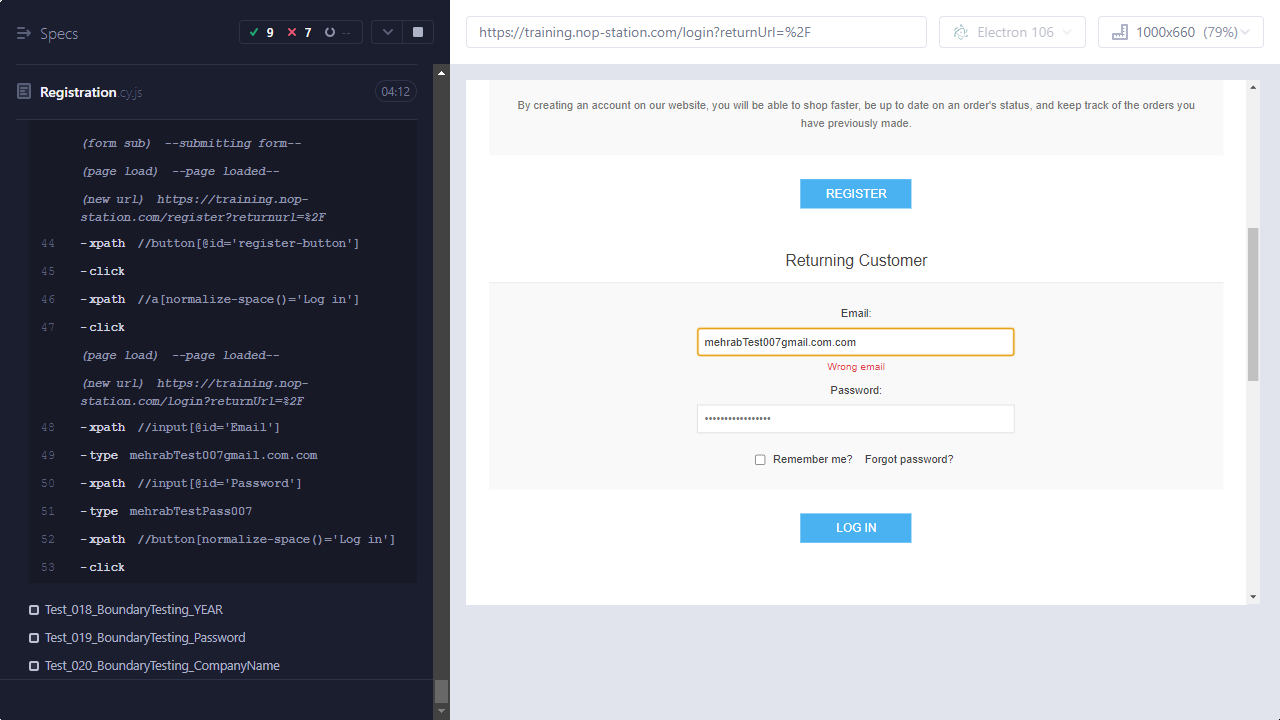 Specs
9 7 --
Registration.cy.js
04:12
(form sub) --submitting form--
(page load) --page loaded--
(new url) https://training.nop-
station.com/register?returnurl=%2F
44 -xpath //button[@id='register-button']
45 -click
46 -xpath //a[normalize-space()='Log in']
47 -click
(page load) --page loaded--
(new url) https://training.nop-
station.com/login?returnUrl=%2F
48 -xpath //input[@id='Email']
49 -type mehrabTest007gmail.com.com
50 -xpath //input[@id='Password']
51 -type mehrabTestPass007
52 -xpath //button[normalize-space()='Log in']
53 -click
Test_018_BoundaryTesting_YEAR
Test_019_BoundaryTesting_Password
Test_020_BoundaryTesting_CompanyName
https://training.nop-station.com/login?returnUrl=%2F
Electron 106
1000x660 (79%)
By creating an account on our website, you will be able to shop faster, be up to date on an order's status, and keep track of the orders you
have previously made.
REGISTER
Returning Customer
Email:
mehrabTest007gmail.com.com
Wrong email
Password:
•••••••••••••••••
Remember me? Forgot password?
LOG IN